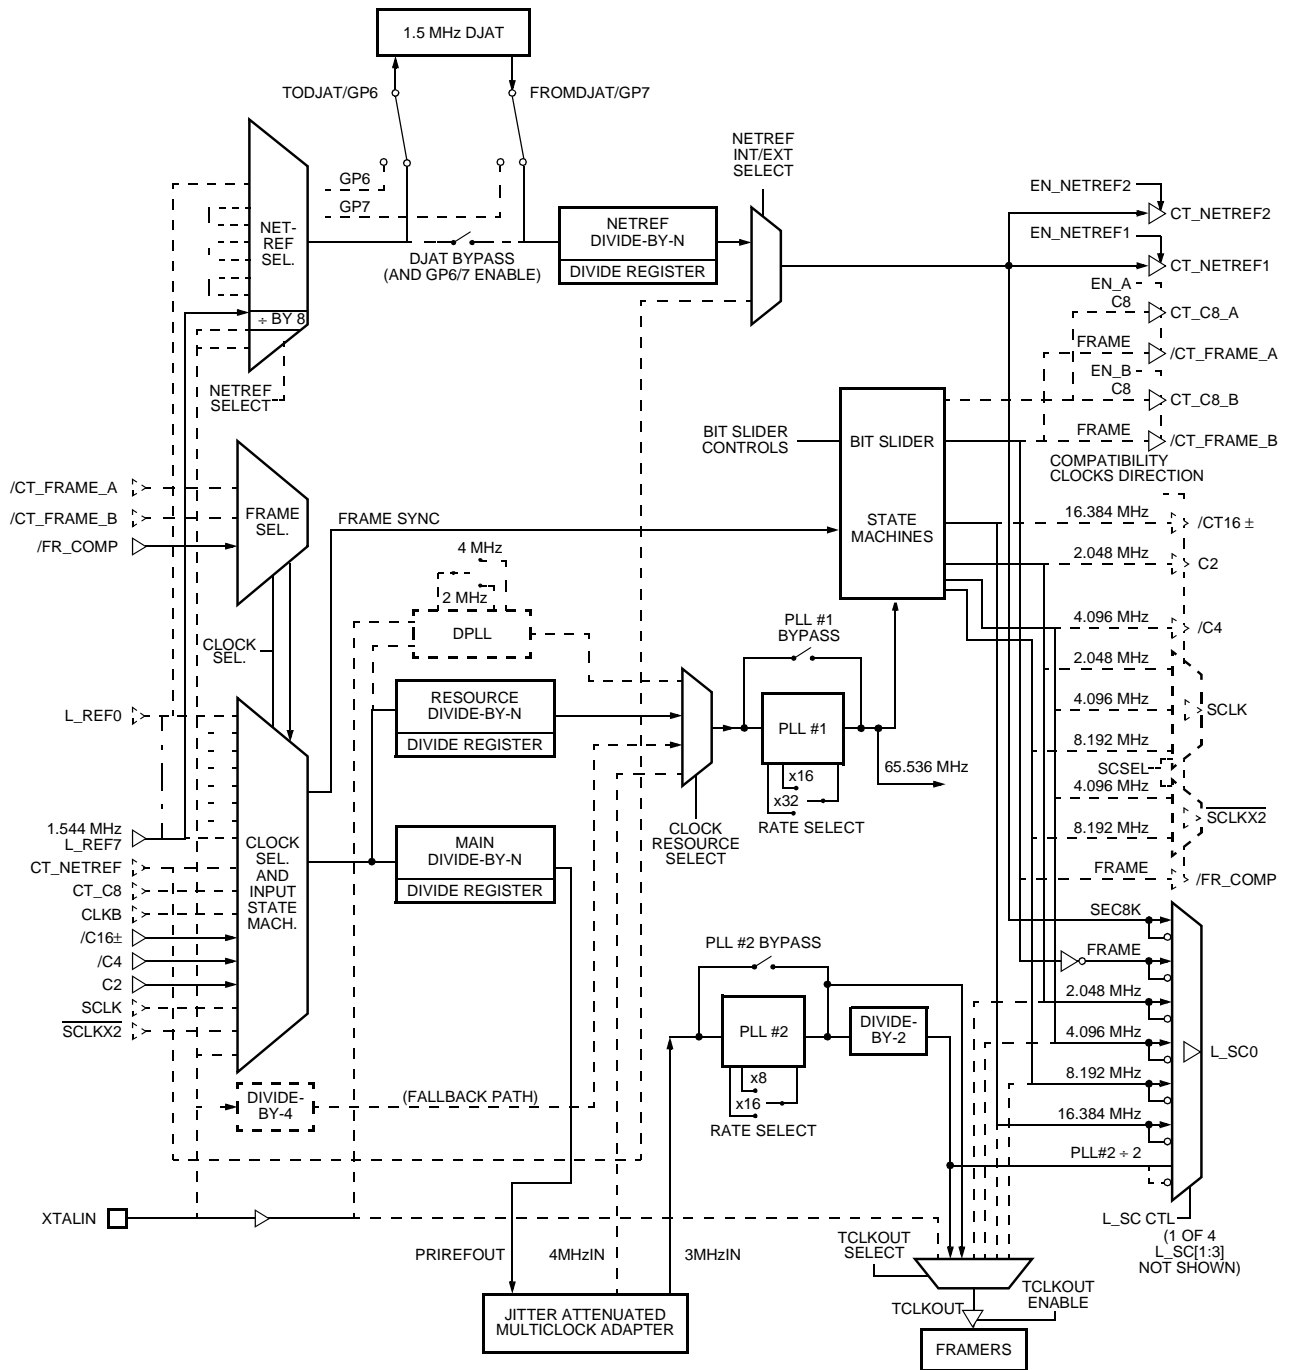 1.5 MHz DJAT
TODJAT/GP6
FROMDJAT/GP7
NETREF
INT/EXT
SELECT
GP6
GP7
NET-
REF
SEL.
÷ BY 8
NETREF
SELECT
DJAT BYPASS
(AND GP6/7 ENABLE)
NETREF
DIVIDE-BY-N
DIVIDE REGISTER
EN_NETREF2
CT_NETREF2
EN_NETREF1
CT_NETREF1
EN_A
C8
CT_C8_A
FRAME
/CT_FRAME_A
EN_B
C8
CT_C8_B
FRAME
/CT_FRAME_B
COMPATIBILITY
CLOCKS DIRECTION
BIT SLIDER
CONTROLS
BIT SLIDER
STATE
MACHINES
/CT_FRAME_A
/CT_FRAME_B
/FR_COMP
FRAME
SEL.
FRAME SYNC
16.384 MHz
/CT16 ±
2.048 MHz
C2
4.096 MHz
/C4
2.048 MHz
4.096 MHz
SCLK
8.192 MHz
SCSEL
4.096 MHz
SCLKX2
8.192 MHz
FRAME
/FR_COMP
4 MHz
2 MHz
DPLL
CLOCK
SEL.
PLL #1
BYPASS
RESOURCE
DIVIDE-BY-N
DIVIDE REGISTER
PLL #1
65.536 MHz
x16
x32
RATE SELECT
CLOCK
RESOURCE
SELECT
L_REF0
1.544 MHz
L_REF7
CT_NETREF
CT_C8
CLKB
/C16±
/C4
C2
SCLK
SCLKX2
CLOCK
SEL.
AND
INPUT
STATE
MACH.
MAIN
DIVIDE-BY-N
DIVIDE REGISTER
PLL #2 BYPASS
PLL #2
DIVIDE-
BY-2
x8
x16
RATE SELECT
SEC8K
FRAME
2.048 MHz
4.096 MHz
L_SC0
8.192 MHz
16.384 MHz
PLL#2 ÷ 2
L_SC CTL
(1 OF 4
L_SC[1:3]
NOT SHOWN)
DIVIDE-
BY-4
(FALLBACK PATH)
XTALIN
PRIREFOUT
4MHzIN
3MHzIN
TCLKOUT
SELECT
JITTER ATTENUATED
MULTICLOCK ADAPTER
TCLKOUT
TCLKOUT
ENABLE
FRAMERS